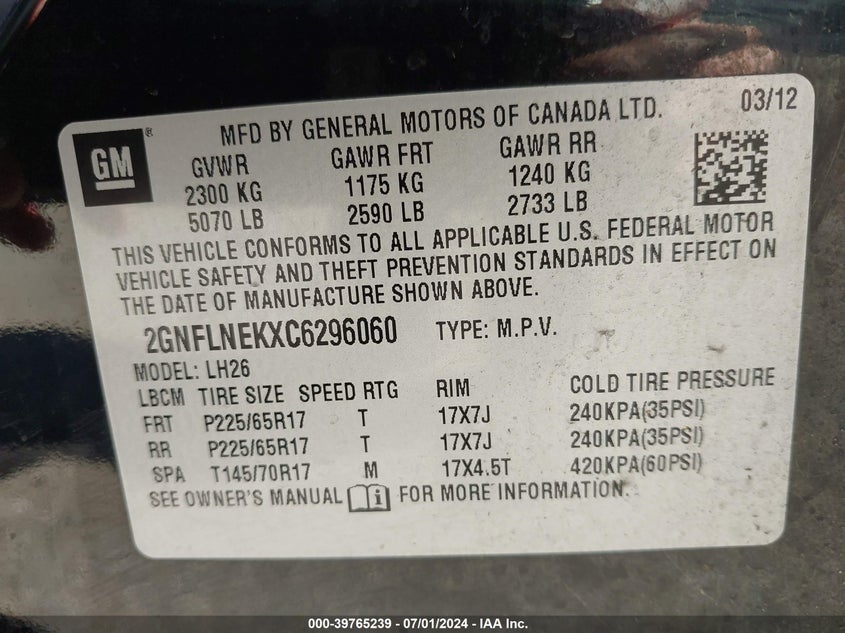 GM ®
MFD BY GENERAL MOTORS OF CANADA LTD. 03/12
GVWR GAWR FRT GAWR RR
2300 KG 1175 KG 1240 KG
5070 LB 2590 LB 2733 LB
THIS VEHICLE CONFORMS TO ALL APPLICABLE U.S. FEDERAL MOTOR
VEHICLE SAFETY AND THEFT PREVENTION STANDARDS IN EFFECT ON
THE DATE OF MANUFACTURE SHOWN ABOVE.
2GNFLNEKXC6296060 TYPE: M.P.V.
MODEL: LH26
LBCM TIRE SIZE SPEED RTG RIM COLD TIRE PRESSURE
FRT P225/65R17 T 17X7J 240KPA(35PSI)
RR P225/65R17 T 17X7J 240KPA(35PSI)
SPA T145/70R17 M 17X4.5T 420KPA(60PSI)
SEE OWNER'S MANUAL i FOR MORE INFORMATION.
000-39765239 - 07/01/2024 - IAA Inc.